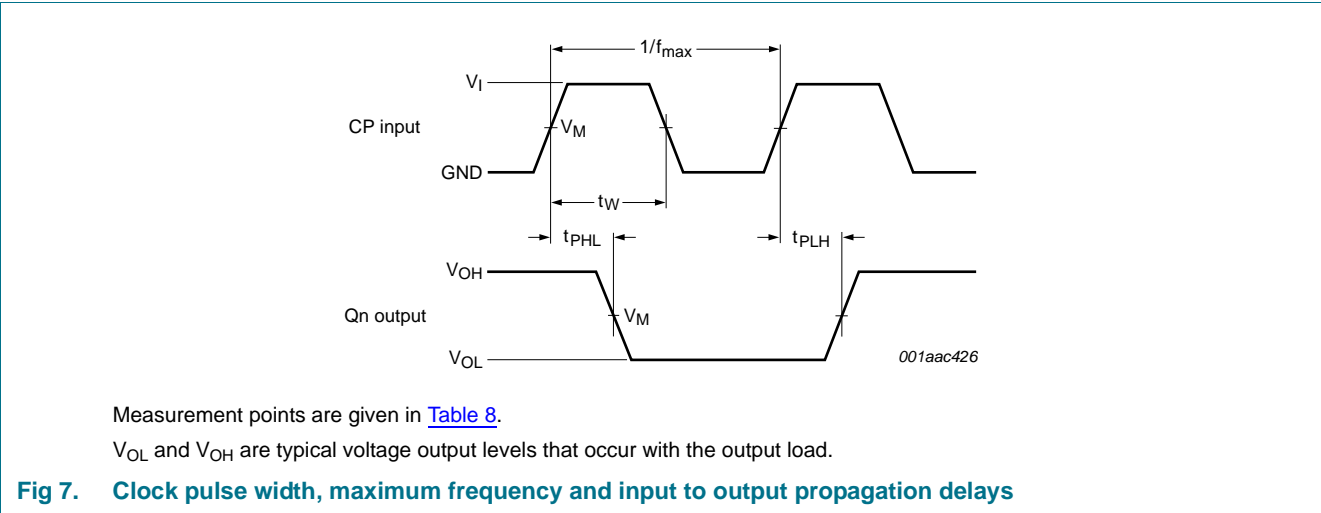 1/fmax
VI
CP input
VM
GND
tW
tPHL
tPLH
VOH
Qn output
VM
VOL
001aac426
Measurement points are given in Table 8.
VOL and VOH are typical voltage output levels that occur with the output load.
Fig 7. Clock pulse width, maximum frequency and input to output propagation delays